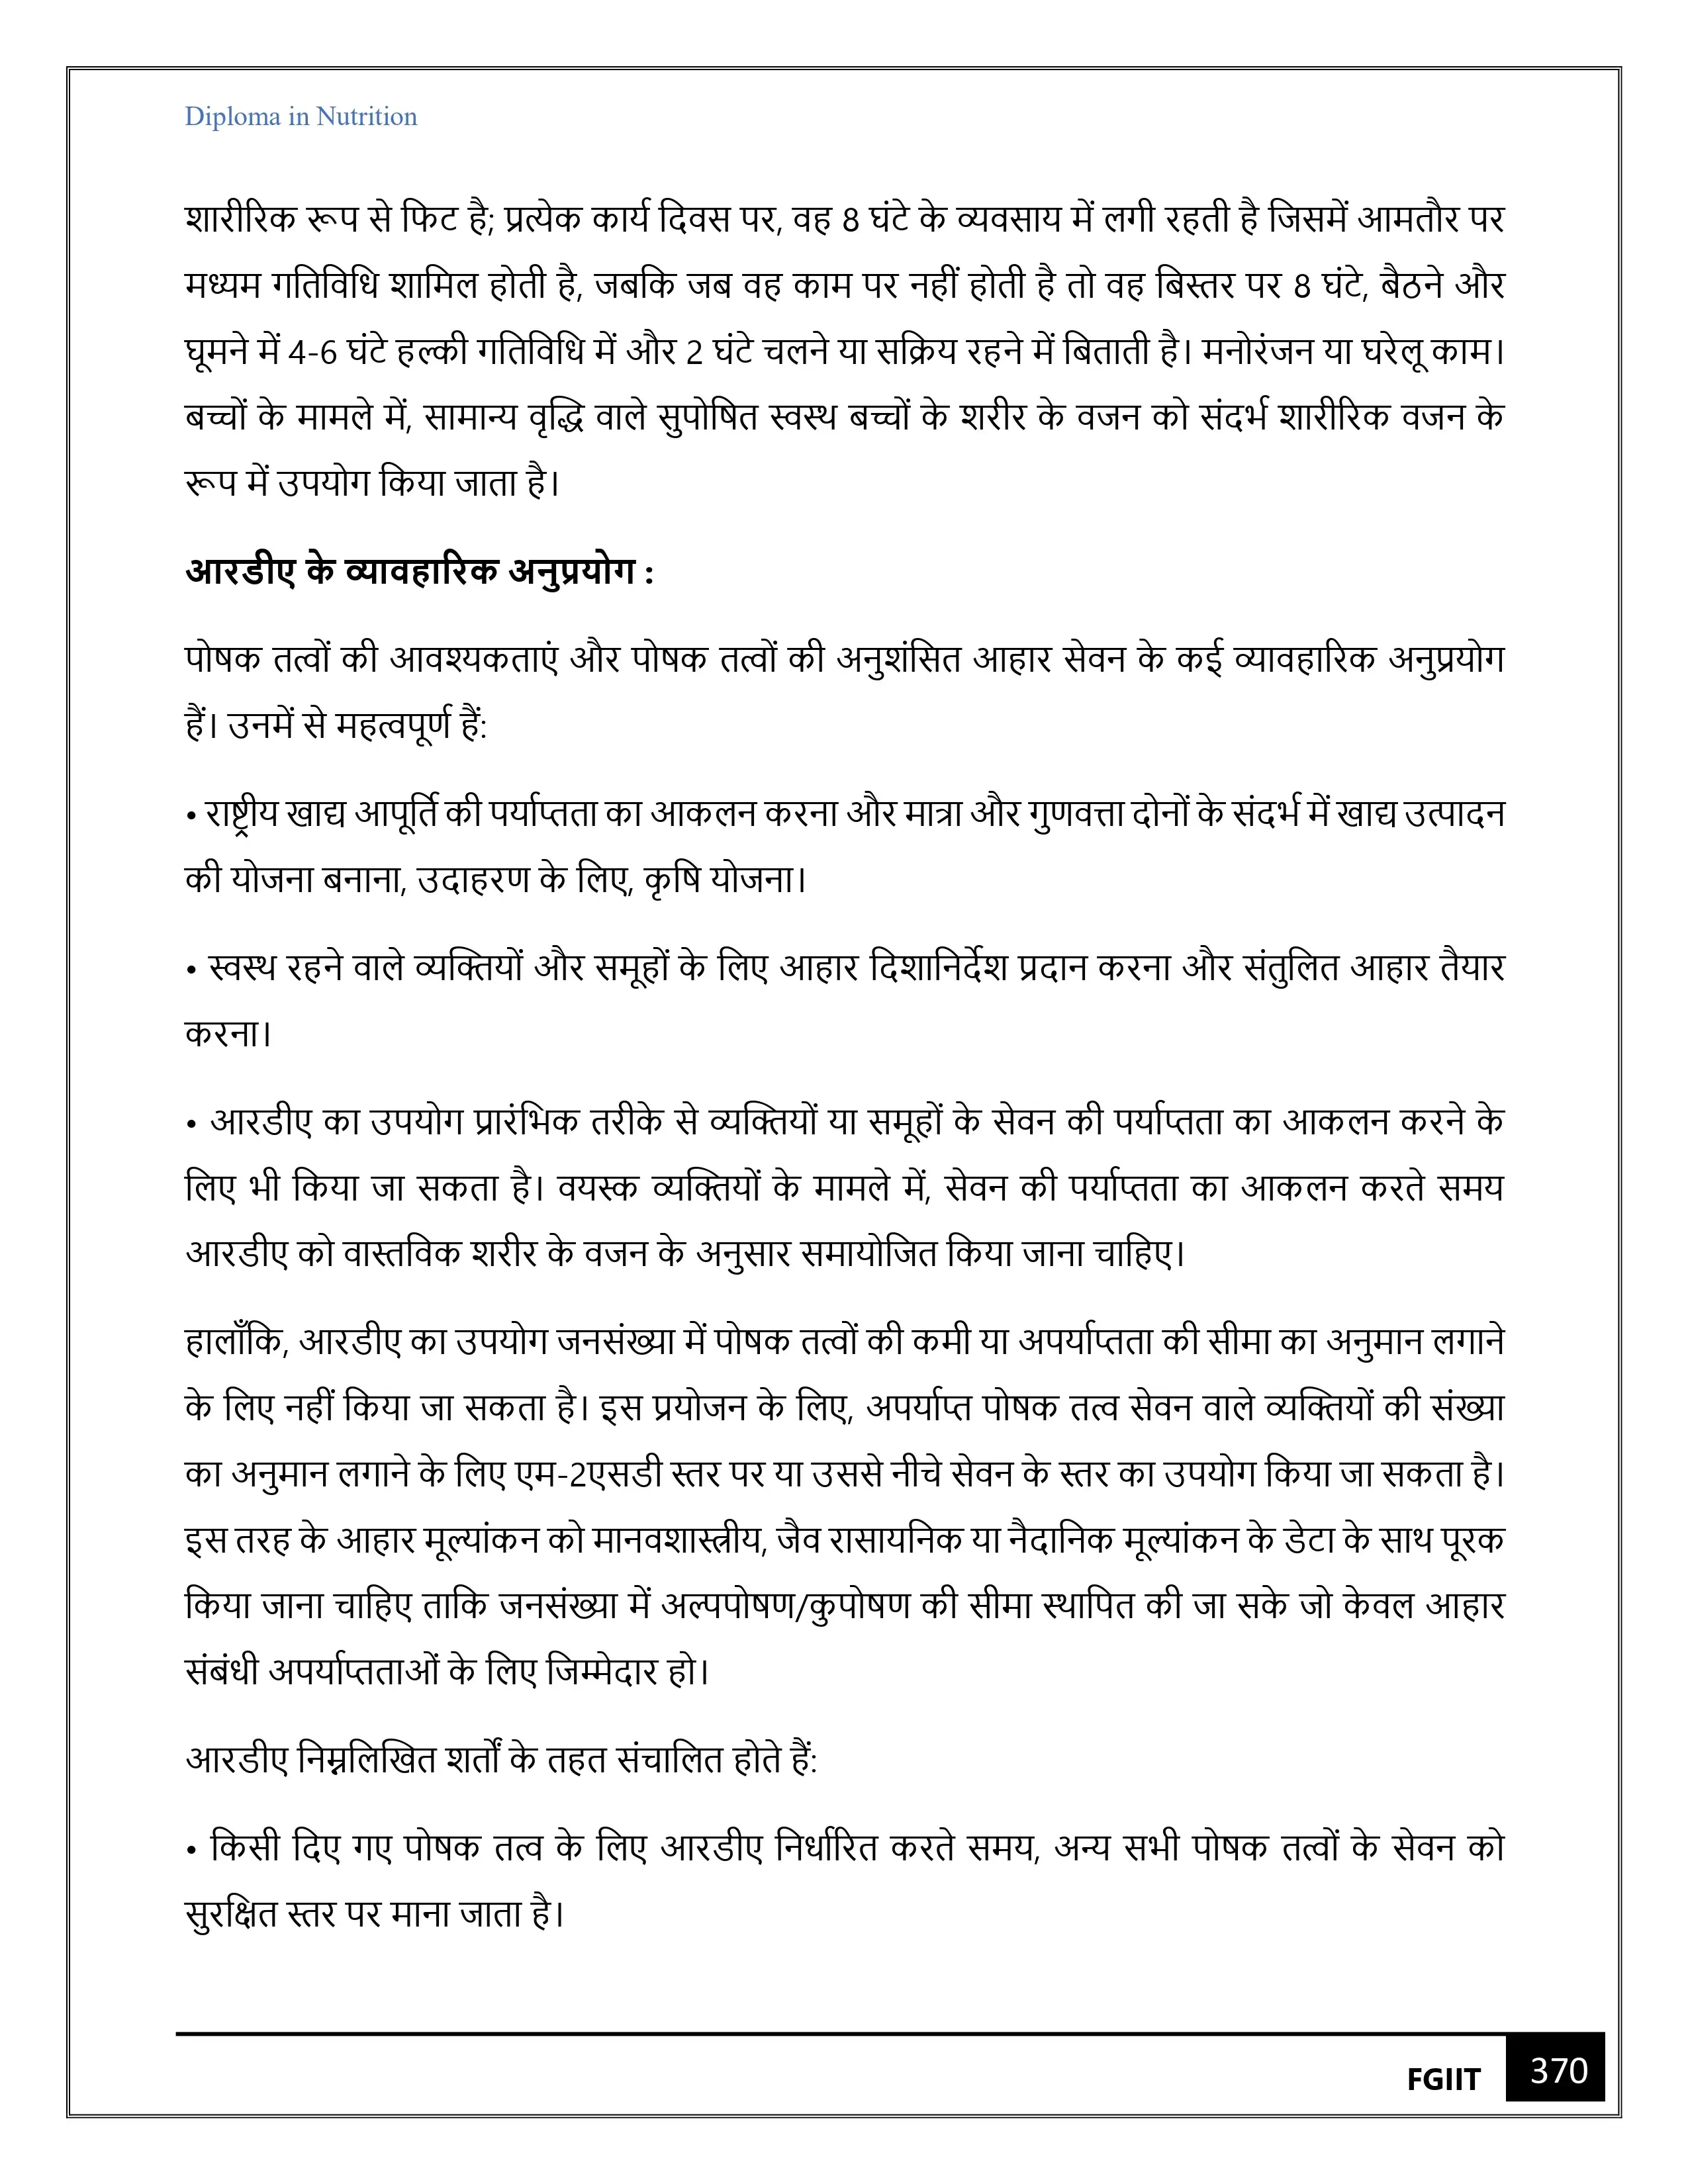 Diploma in Nutrition
शारीरिक रूप से फिट है; प्रत्येक कार्य दिवस पर, वह 8 घंटे के व्यवसाय में लगी रहती है जिसमें आमतौर पर
मध्यम गतिविधि शामिल होती है, जबकि जब वह काम पर नहीं होती है तो वह बिस्तर पर 8 घंटे, बैठने और
घूमने में 4-6 घंटे हल्की गतिविधि में और 2 घंटे चलने या सक्रिय रहने में बिताती है। मनोरंजन या घरेलू काम।
बच्चों के मामले में, सामान्य वृद्धि वाले सुपोषित स्वस्थ बच्चों के शरीर के वजन को संदर्भ शारीरिक वजन के
रूप में उपयोग किया जाता है।
आरडीए के व्यावहारिक अनुप्रयोग :
पोषक तत्वों की आवश्यकताएं और पोषक तत्वों की अनुशंसित आहार सेवन के कई व्यावहारिक अनुप्रयोग
हैं। उनमें से महत्वपूर्ण हैं:
• राष्ट्रीय खाद्य आपूर्ति की पर्याप्तता का आकलन करना और मात्रा और गुणवत्ता दोनों के संदर्भ में खाद्य उत्पादन
की योजना बनाना, उदाहरण के लिए, कृषि योजना।
• स्वस्थ रहने वाले व्यक्तियों और समूहों के लिए आहार दिशानिर्देश प्रदान करना और संतुलित आहार तैयार
करना।
• आरडीए का उपयोग प्रारंभिक तरीके से व्यक्तियों या समूहों के सेवन की पर्याप्तता का आकलन करने के
लिए भी किया जा सकता है। वयस्क व्यक्तियों के मामले में, सेवन की पर्याप्तता का आकलन करते समय
आरडीए को वास्तविक शरीर के वजन के अनुसार समायोजित किया जाना चाहिए।
हालाँकि, आरडीए का उपयोग जनसंख्या में पोषक तत्वों की कमी या अपर्याप्तता की सीमा का अनुमान लगाने
के लिए नहीं किया जा सकता है। इस प्रयोजन के लिए, अपर्याप्त पोषक तत्व सेवन वाले व्यक्तियों की संख्या
का अनुमान लगाने के लिए एम-2एसडी स्तर पर या उससे नीचे सेवन के स्तर का उपयोग किया जा सकता है।
इस तरह के आहार मूल्यांकन को मानवशास्त्रीय, जैव रासायनिक या नैदानिक मूल्यांकन के डेटा के साथ पूरक
किया जाना चाहिए ताकि जनसंख्या में अल्पपोषण/कुपोषण की सीमा स्थापित की जा सके जो केवल आहार
संबंधी अपर्याप्तताओं के लिए जिम्मेदार हो।
आरडीए निम्नलिखित शर्तों के तहत संचालित होते हैं:
• किसी दिए गए पोषक तत्व के लिए आरडीए निर्धारित करते समय, अन्य सभी पोषक तत्वों के सेवन को
सुरक्षित स्तर पर माना जाता है।
FGIIT 370